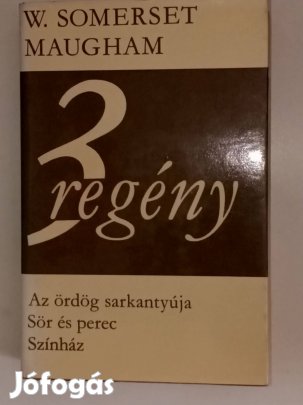 W. SOMERSET
MAUGHAM
3
regény
Az ördög sarkantyúja
Sör és perec
Színház
Jófogás